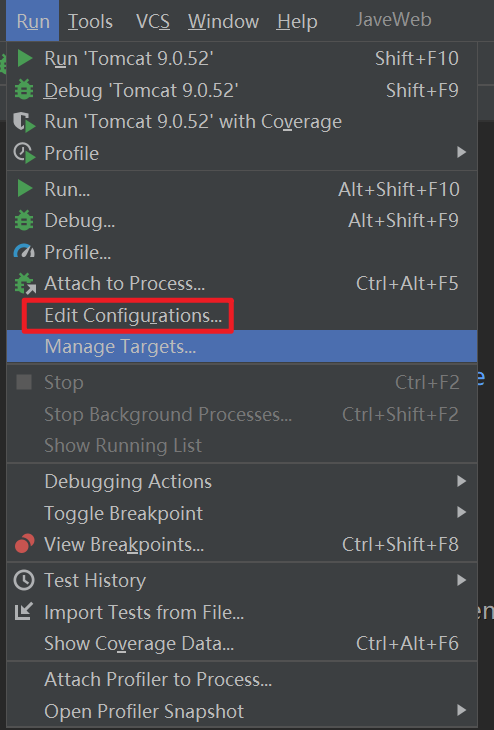 Run Tools VCS Window Help JaveWeb
Run 'Tomcat 9.0.52' Shift+F10
Debug 'Tomcat 9.0.52' Shift+F9
Run 'Tomcat 9.0.52' with Coverage
Profile
Run... Alt+Shift+F10
Debug... Alt+Shift+F9
Profile...
Attach to Process... Ctrl+Alt+F5
Edit Configurations...
Manage Targets...
Stop Ctrl+F2
Stop Background Processes... Ctrl+Shift+F2
Show Running List
Debugging Actions
Toggle Breakpoint
View Breakpoints... Ctrl+Shift+F8
Test History
Import Tests from File...
Show Coverage Data... Ctrl+Alt+F6
Attach Profiler to Process...
Open Profiler Snapshot